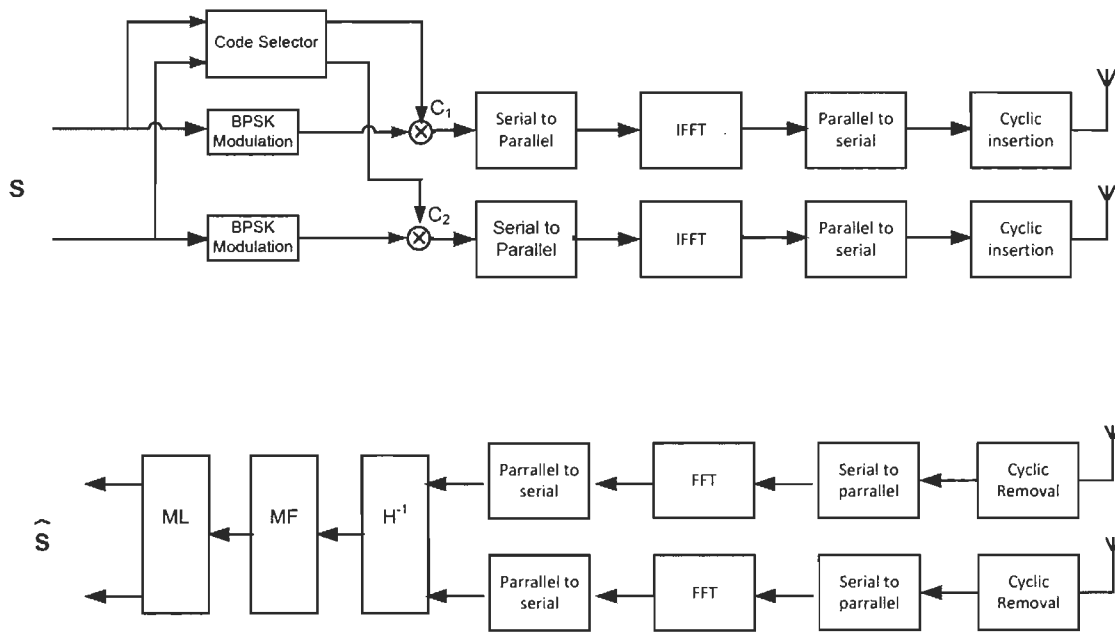 Code Selector
C1
BPSK
Modulation
Serial to
Parallel
IFFT
Parallel to
serial
Cyclic
insertion
S
C2
BPSK
Modulation
Serial to
Parallel
IFFT
Parallel to
serial
Cyclic
insertion
Parrallel to
serial
FFT
Serial to
parrallel
Cyclic
Removal
ML
MF
H-1
Ŝ
Parrallel to
serial
FFT
Serial to
parrallel
Cyclic
Removal